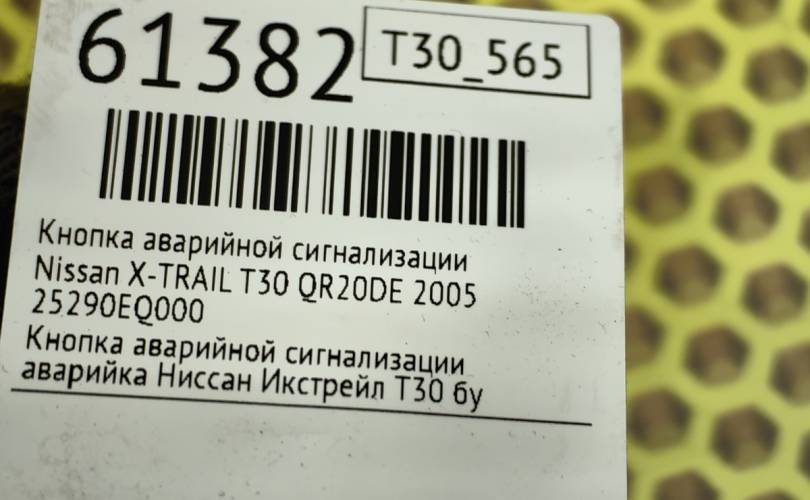 61382
T30_565
Кнопка аварийной сигнализации
Nissan X-TRAIL T30 QR20DE 2005
25290EQ000
Кнопка аварийной сигнализации
аварийка Ниссан Икстрейл Т30 бу